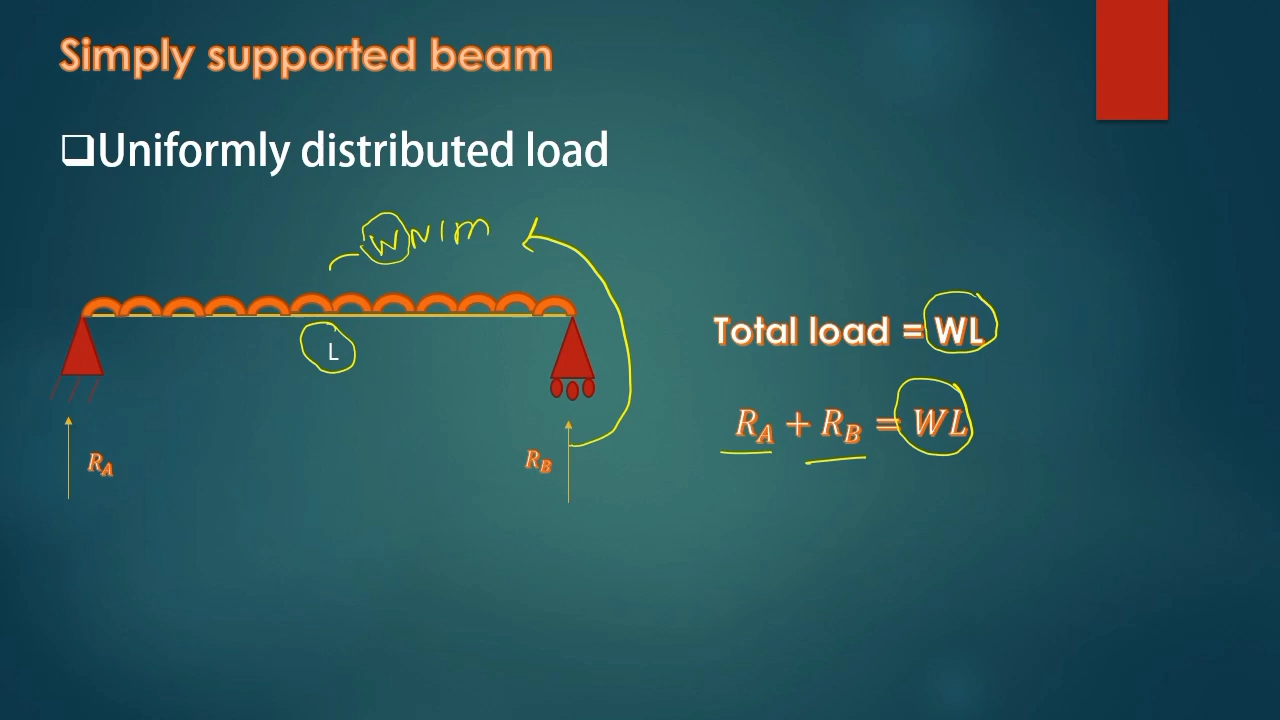 Simply supported beam
❑Uniformly distributed load
W N/m
L
Total load = WL
R_A + R_B = WL
R_A
R_B